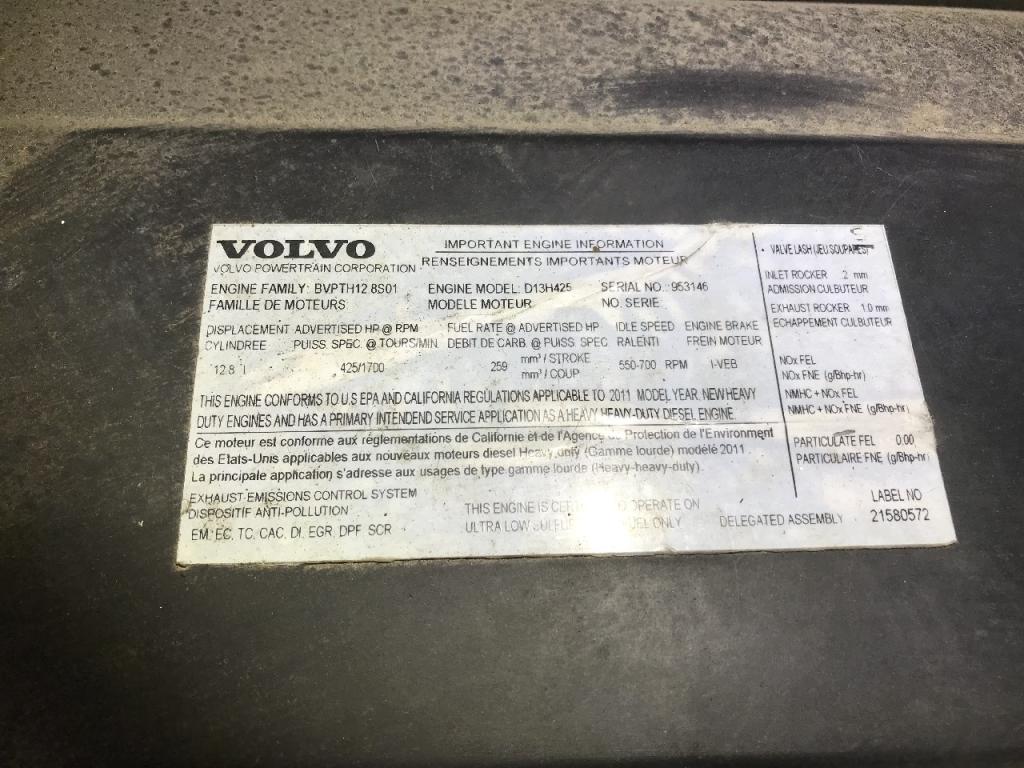 VOLVO
VOLVO POWERTRAIN CORPORATION
IMPORTANT ENGINE INFORMATION
RENSEIGNEMENTS IMPORTANTS MOTEUR
ENGINE FAMILY: BVPTH12 8S01 ENGINE MODEL: D13H425 SERIAL NO.: 953146
FAMILLE DE MOTEURS: MODELE MOTEUR NO. SERIE:
DISPLACEMENT ADVERTISED HP @ RPM FUEL RATE @ ADVERTISED HP IDLE SPEED ENGINE BRAKE
CYLINDREE PUISS. SPEC. @ TOURS/MIN. DEBIT DE CARB. @ PUISS. SPEC RALENTI FREIN MOTEUR
12.8 l 425/1700 259 mm³ / STROKE 550-700 RPM I-VEB
mm³ / COUP
THIS ENGINE CONFORMS TO U.S EPA AND CALIFORNIA REGULATIONS APPLICABLE TO 2011 MODEL YEAR. NEW HEAVY
DUTY ENGINES AND HAS A PRIMARY INTENDEND SERVICE APPLICATION AS A HEAVY HEAVY-DUTY DIESEL ENGINE.
Ce moteur est conforme aux réglementations de Californie et de l'Agence de Protection de l'Environment
des Etats-Unis applicables aux nouveaux moteurs diesel Heavy duty (Gamme lourde) modèlé 2011.
La principale application s'adresse aux usages de type gamme lourde (Heavy-heavy-duty).
EXHAUST EMISSIONS CONTROL SYSTEM
DISPOSITIF ANTI-POLLUTION
EM: EC, TC, CAC, DI, EGR, DPF SCR
THIS ENGINE IS OPERATE ON
ULTRA LOW ONLY
DELEGATED ASSEMBLY
VALVE LASH (JEU SOUPAPES)
INLET ROCKER .2 mm
ADMISSION CULBUTEUR
EXHAUST ROCKER 1.0 mm
ECHAPPEMENT CULBUTEUR
NOx FEL
NOx FNE (g/Bhp-hr)
NMHC + NOx FEL
NMHC + NOx FNE (g/Bhp-hr)
PARTICULATE FEL 0.00
PARTICULAIRE FNE (g/Bhp-hr)
LABEL NO
21580572